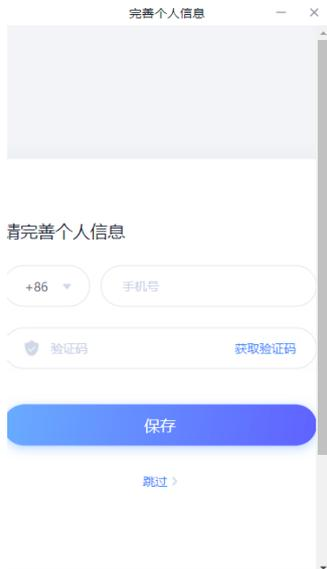 完善个人信息
请完善个人信息
+86 手机号
验证码 获取验证码
保存
跳过